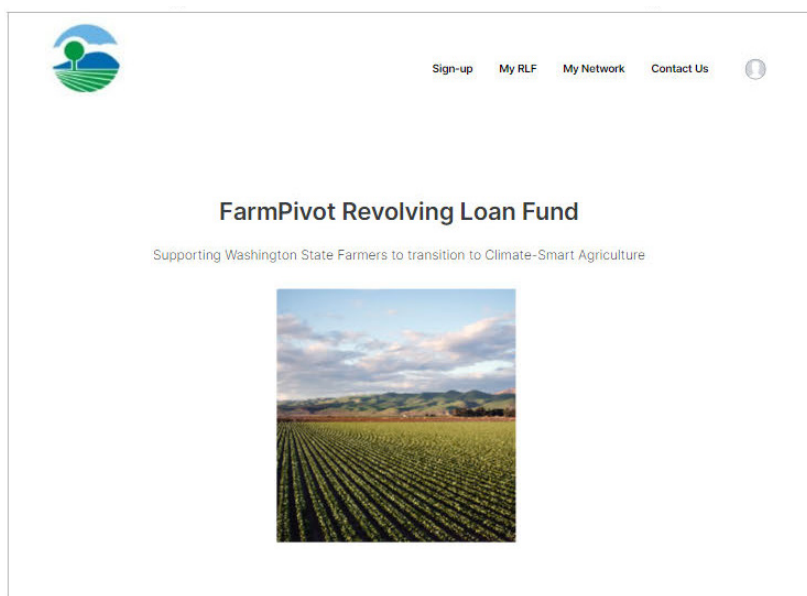 Sign-up My RLF My Network Contact Us
FarmPivot Revolving Loan Fund
Supporting Washington State Farmers to transition to Climate-Smart Agriculture